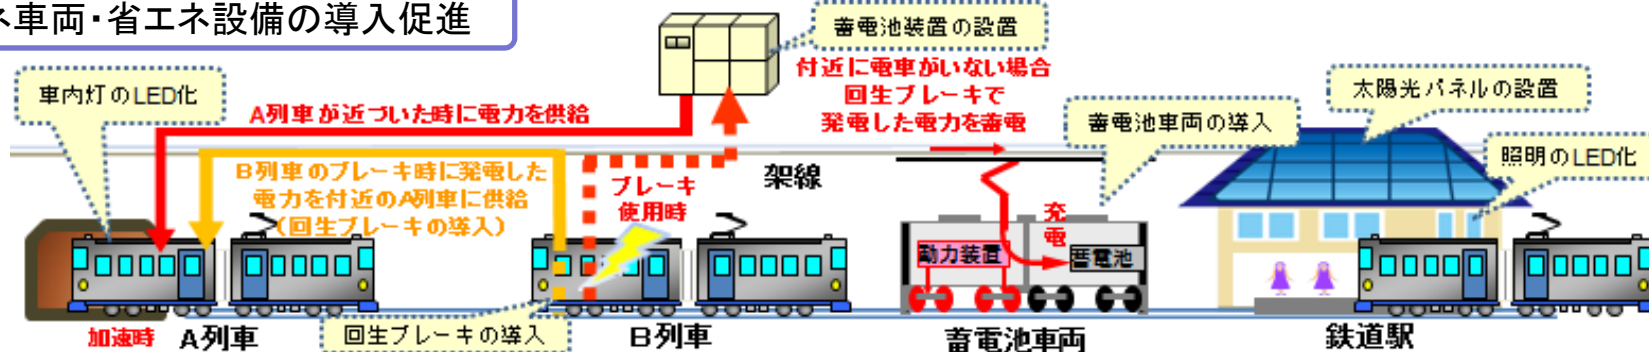 ネ車両・省エネ設備の導入促進
蓄電池装置の設置
付近に電車がいない場合
回生ブレーキで
発電した電力を蓄電
車内灯のLED化
A列車が近づいた時に電力を供給
太陽光パネルの設置
蓄電池車両の導入
照明のLED化
B列車のブレーキ時に発電した
電力を付近のA列車に供給
(回生ブレーキの導入)
ブレーキ
使用時
架線
充
電
動力装置
蓄電池
加速時
A列車
回生ブレーキの導入
B列車
蓄電池車両
鉄道駅